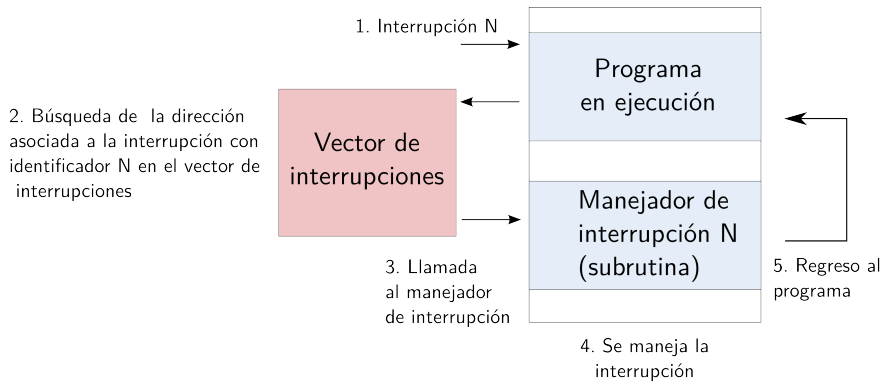 1. Interrupción N
Programa
en ejecución
2. Búsqueda de la dirección
asociada a la interrupción con
identificador N en el vector de
interrupciones
Vector de
interrupciones
Manejador de
interrupción N
(subrutina)
3. Llamada
al manejador
de interrupción
5. Regreso al
programa
4. Se maneja la
interrupción